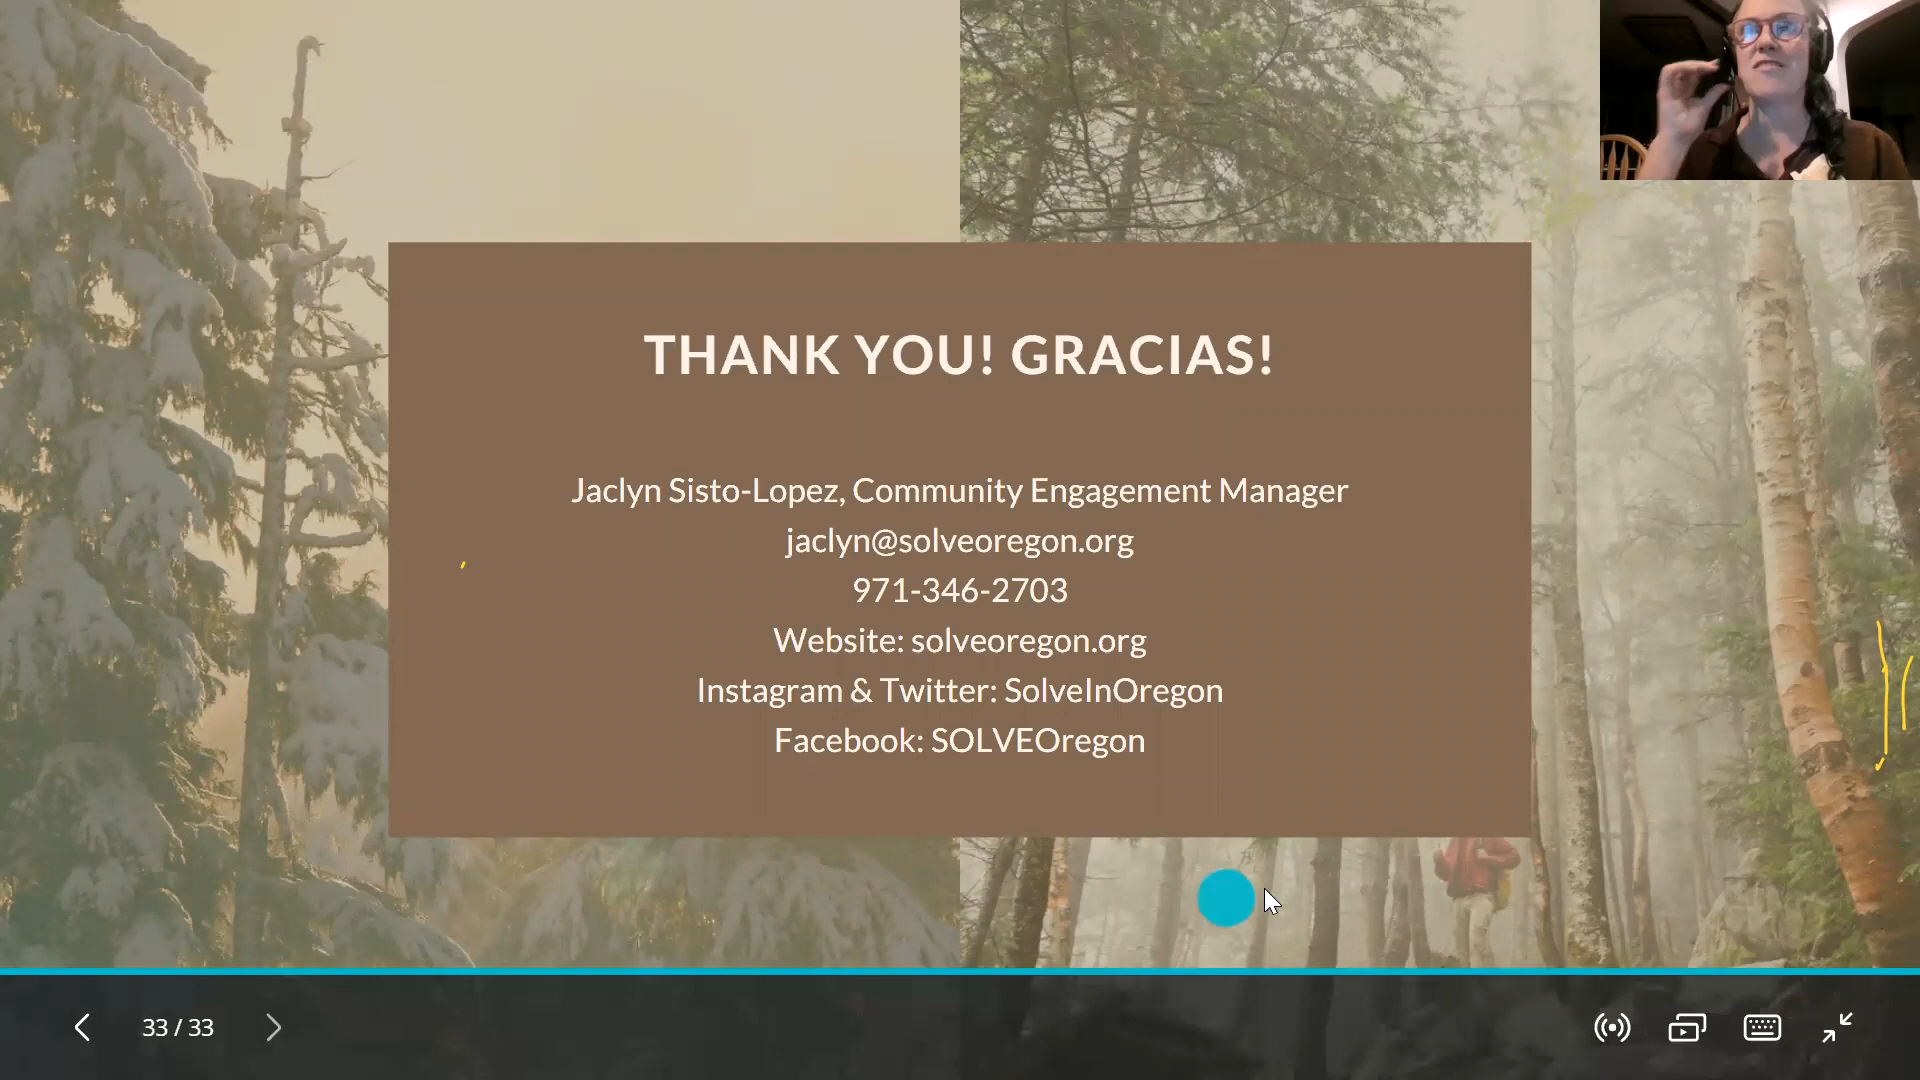 THANK YOU! GRACIAS!
Jaclyn Sisto-Lopez, Community Engagement Manager
jaclyn@solveoregon.org
971-346-2703
Website: solveoregon.org
Instagram & Twitter: SolveInOregon
Facebook: SOLVEOregon
33 / 33